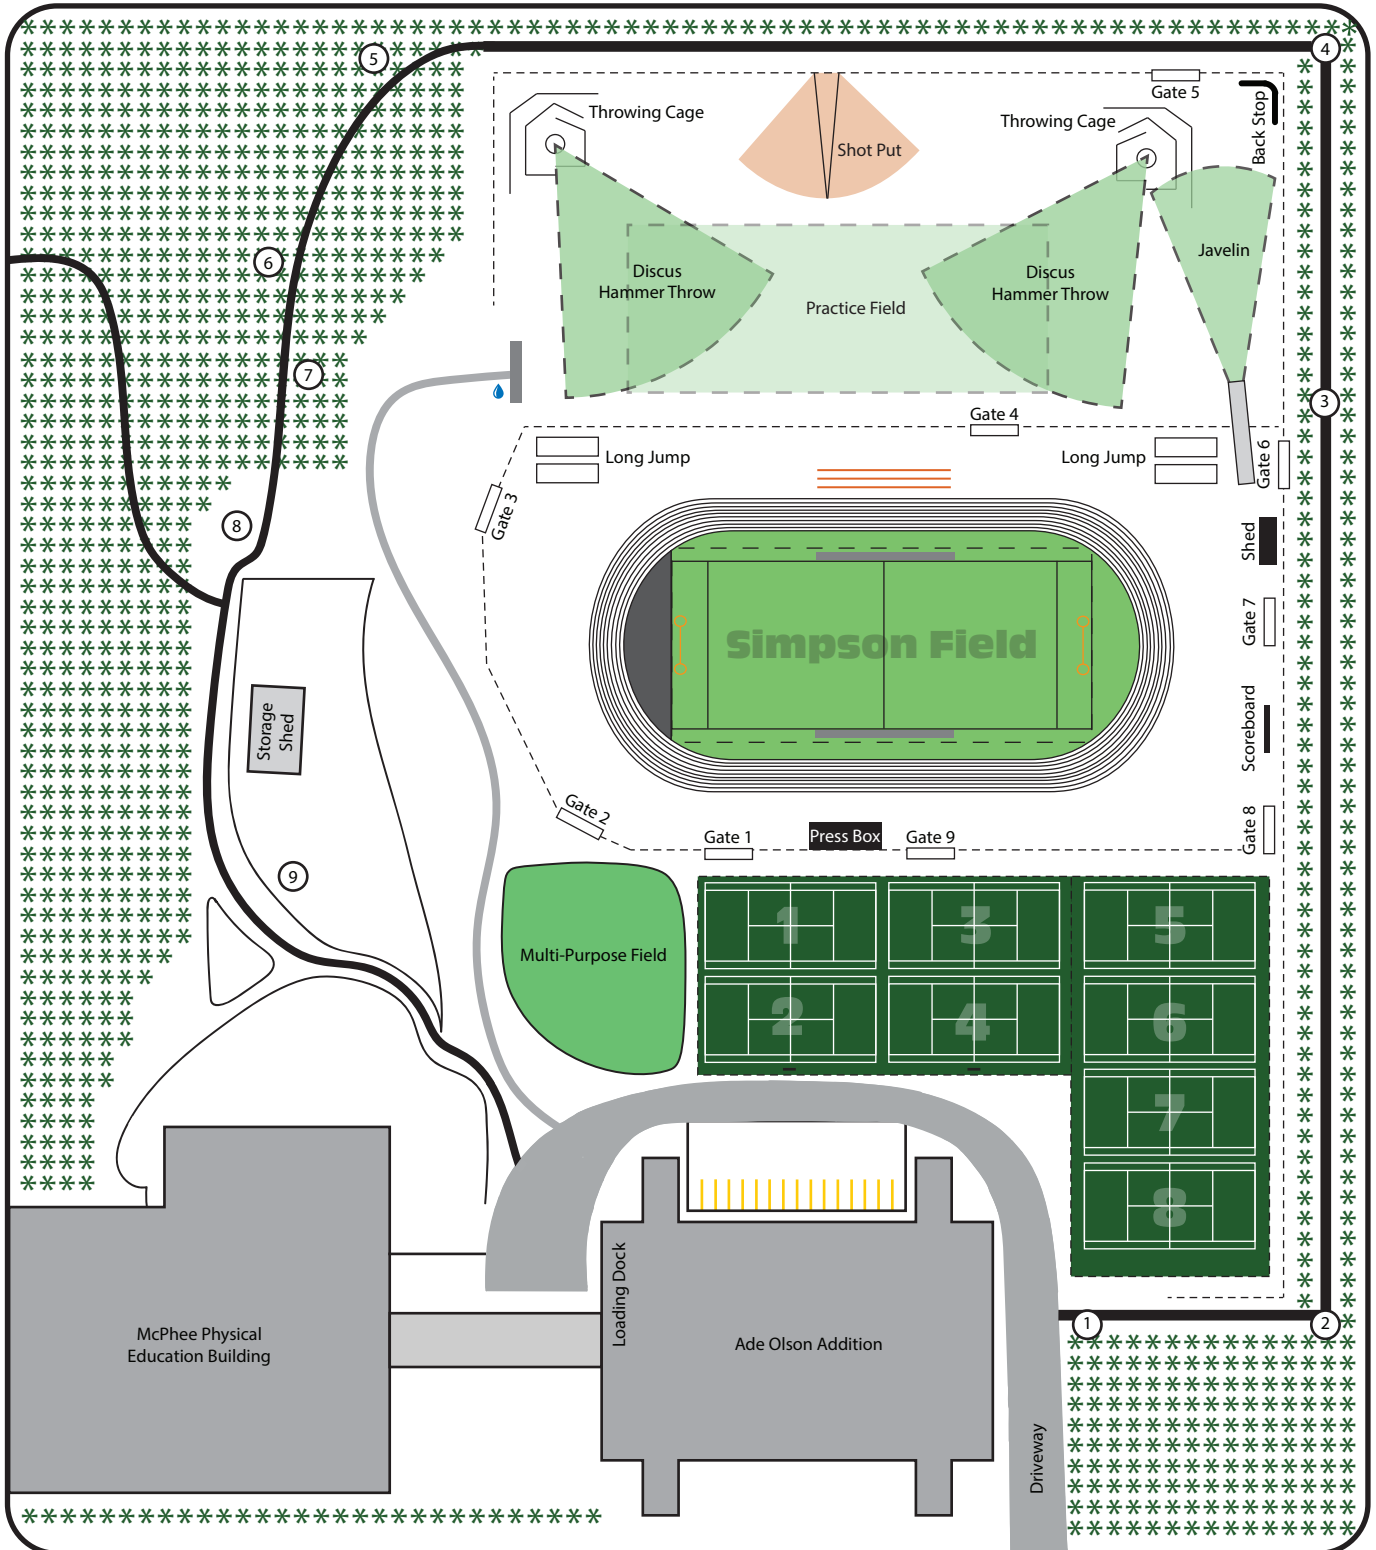 5
4
Gate 5
Throwing Cage
Throwing Cage
Back Stop
Shot Put
6
Discus
Hammer Throw
Discus
Hammer Throw
Javelin
Practice Field
7
3
Gate 4
Long Jump
Long Jump
Gate 6
Gate 3
8
Shed
Gate 7
Simpson Field
Storage
Shed
Scoreboard
Gate 2
Gate 1
Press Box
Gate 9
Gate 8
9
1
3
5
Multi-Purpose Field
2
4
6
7
8
Loading Dock
McPhee Physical
Education Building
Ade Olson Addition
1
2
Driveway